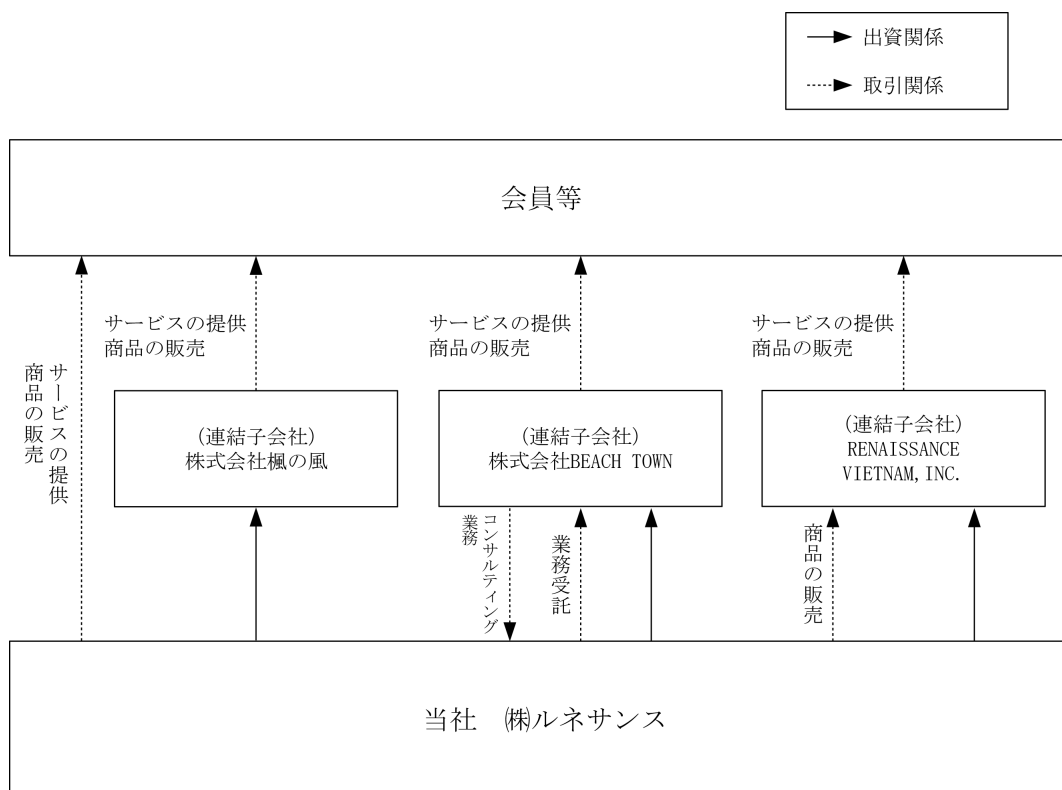 出資関係
取引関係
会員等
サービスの提供
商品の販売
サービスの提供
商品の販売
サービスの提供
商品の販売
サービスの提供
商品の販売
(連結子会社)
株式会社楓の風
(連結子会社)
株式会社BEACH TOWN
(連結子会社)
RENAISSANCE
VIETNAM,INC.
コンサルティング
業務
業務受託
商品の販売
当社　㈱ルネサンス